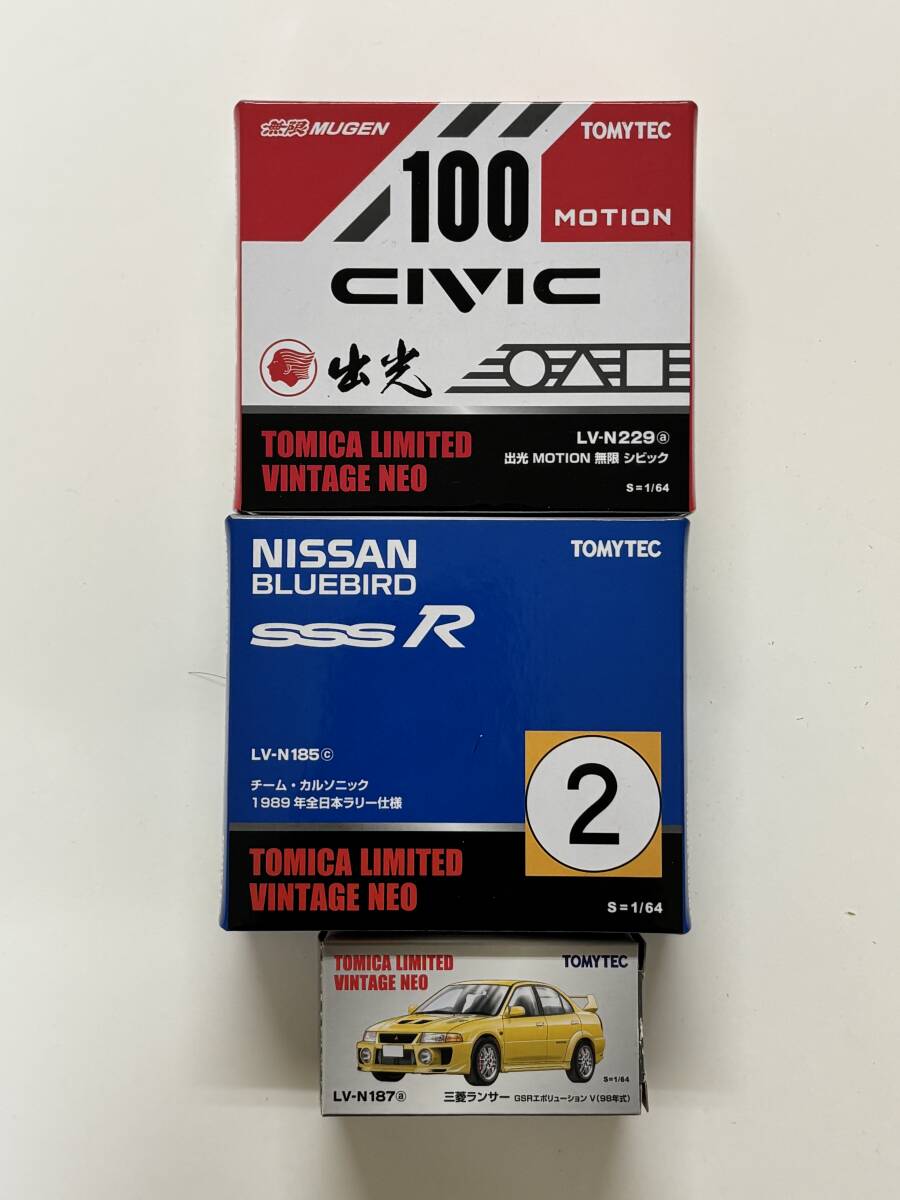 無限 MUGEN
TOMYTEC
100
MOTION
CIVIC
出光
TOMICA LIMITED
VINTAGE NEO
LV-N229ⓐ
出光 MOTION 無限 シビック
S=1/64
NISSAN
BLUEBIRD
SSS R
TOMYTEC
LV-N185ⓒ
チーム・カルソニック
1989年全日本ラリー仕様
2
TOMICA LIMITED
VINTAGE NEO
S=1/64
TOMICA LIMITED
VINTAGE NEO
TOMYTEC
S=1/64
LV-N187ⓐ
三菱ランサー GSRエボリューション V(98年式)